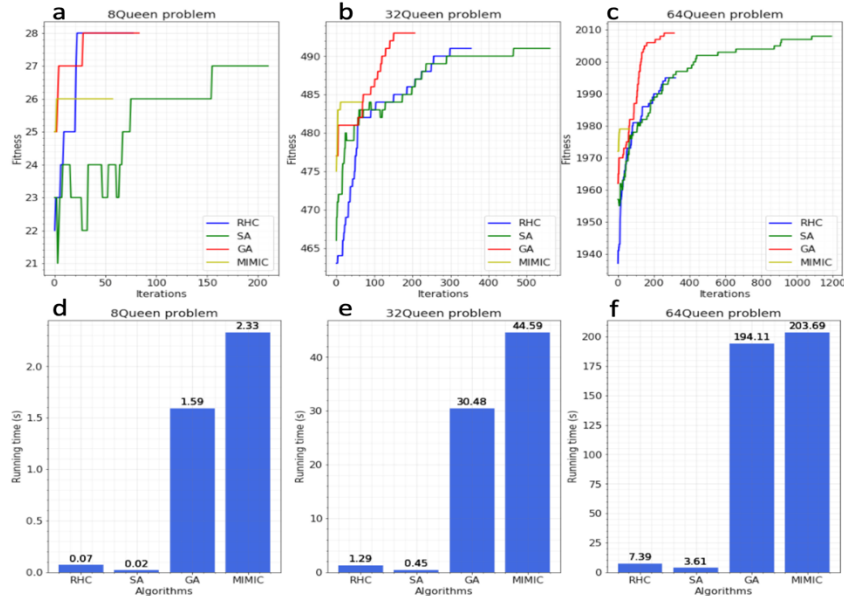 a
8Queen problem
28
27
26
25
24
23
22
21
Fitness
0
50
100
150
200
Iterations
RHC
SA
GA
MIMIC
b
32Queen problem
490
485
480
475
470
465
Fitness
0
100
200
300
400
500
Iterations
RHC
SA
GA
MIMIC
c
64Queen problem
2010
2000
1990
1980
1970
1960
1950
1940
Fitness
0
200
400
600
800
1000
1200
Iterations
RHC
SA
GA
MIMIC
d
8Queen problem
2.0
1.5
1.0
0.5
0.0
Running time (s)
0.07
0.02
1.59
2.33
RHC
SA
GA
MIMIC
Algorithms
e
32Queen problem
40
30
20
10
0
Running time (s)
1.29
0.45
30.48
44.59
RHC
SA
GA
MIMIC
Algorithms
f
64Queen problem
200
175
150
125
100
75
50
25
0
Running time (s)
7.39
3.61
194.11
203.69
RHC
SA
GA
MIMIC
Algorithms